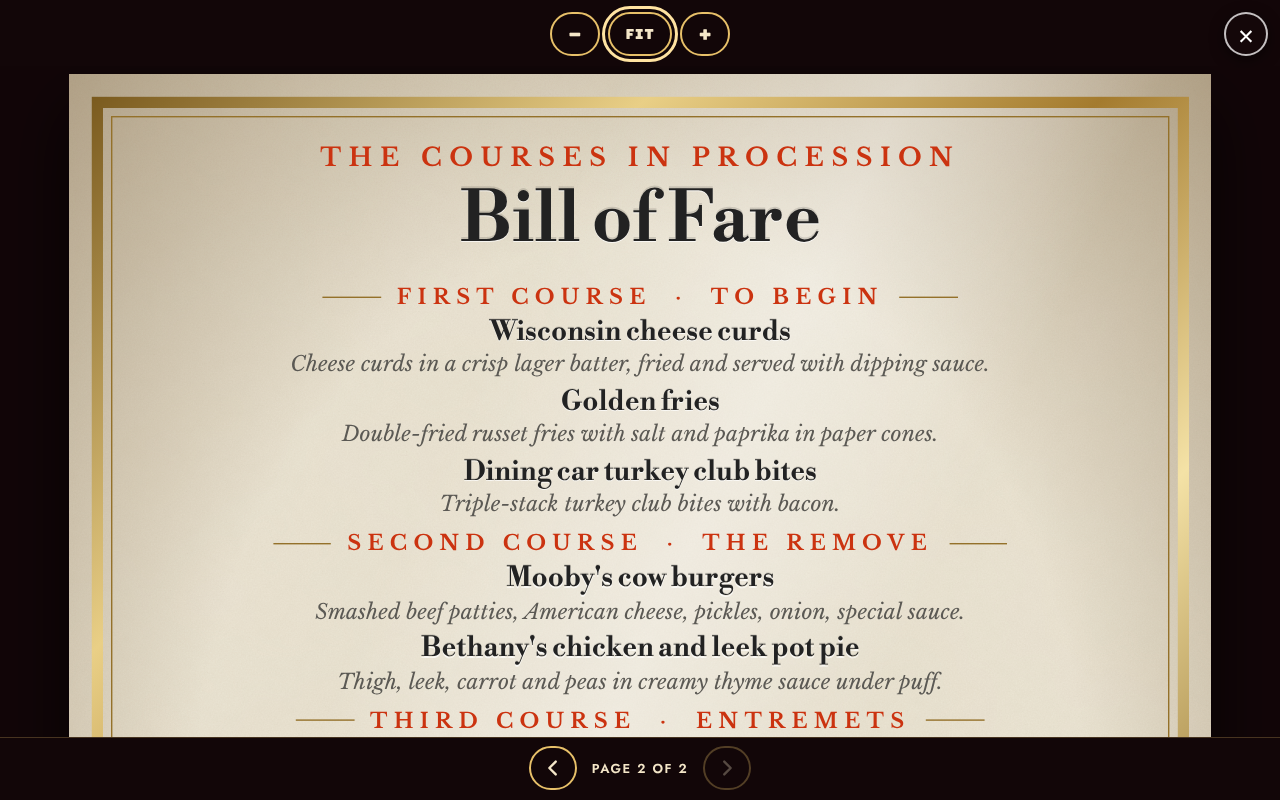 FIT
THE COURSES IN PROCESSION
Bill of Fare
FIRST COURSE · TO BEGIN
Wisconsin cheese curds
Cheese curds in a crisp lager batter, fried and served with dipping sauce.
Golden fries
Double-fried russet fries with salt and paprika in paper cones.
Dining car turkey club bites
Triple-stack turkey club bites with bacon.
SECOND COURSE · THE REMOVE
Mooby's cow burgers
Smashed beef patties, American cheese, pickles, onion, special sauce.
Bethany's chicken and leek pot pie
Thigh, leek, carrot and peas in creamy thyme sauce under puff.
THIRD COURSE · ENTREMETS
PAGE 2 OF 2